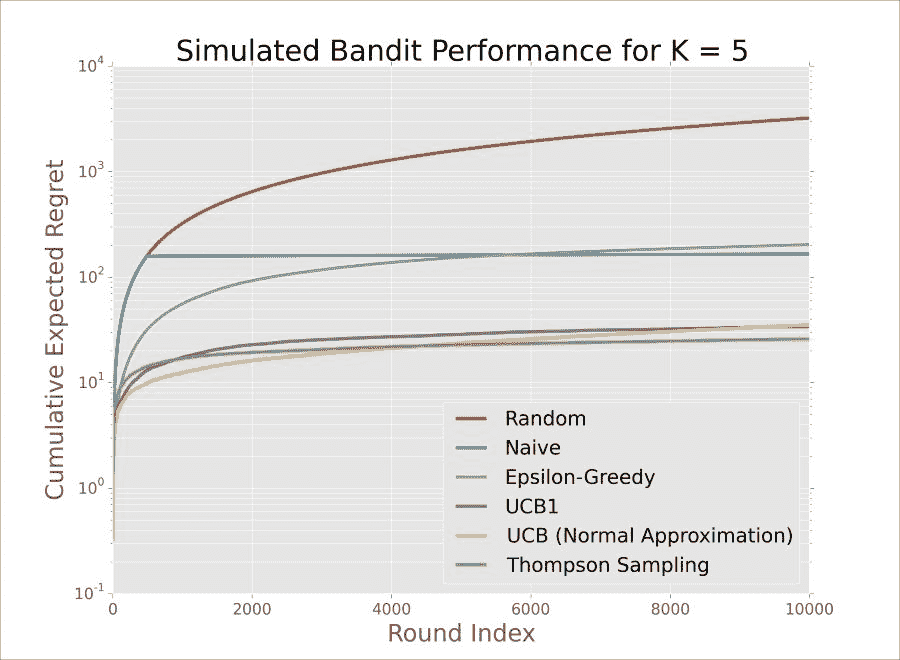 Simulated Bandit Performance for K = 5
Cumulative Expected Regret
10^4
10^3
10^2
10^1
10^0
10^-1
Random
Naive
Epsilon-Greedy
UCB1
UCB (Normal Approximation)
Thompson Sampling
0 2000 4000 6000 8000 10000
Round Index